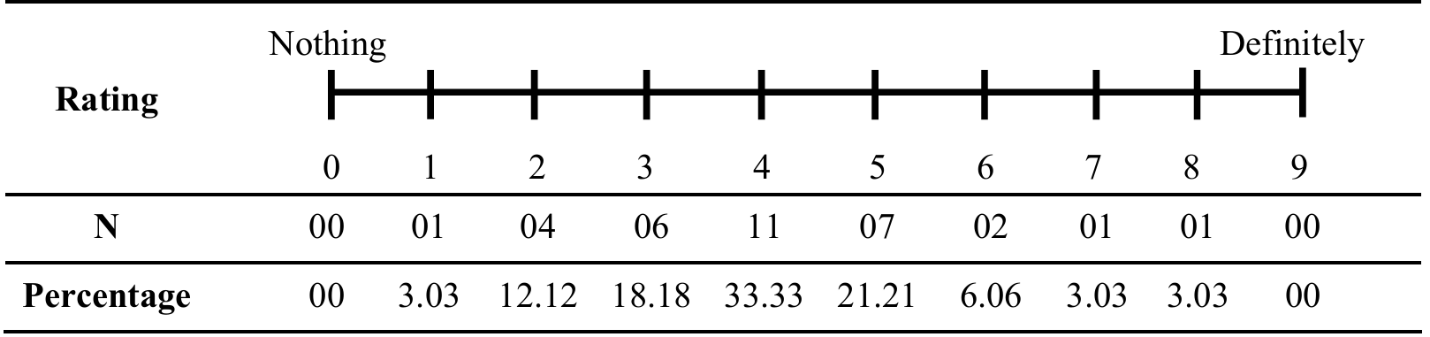 Nothing Definitely
Rating
0 1 2 3 4 5 6 7 8 9
N 00 01 04 06 11 07 02 01 01 00
Percentage 00 3.03 12.12 18.18 33.33 21.21 6.06 3.03 3.03 00